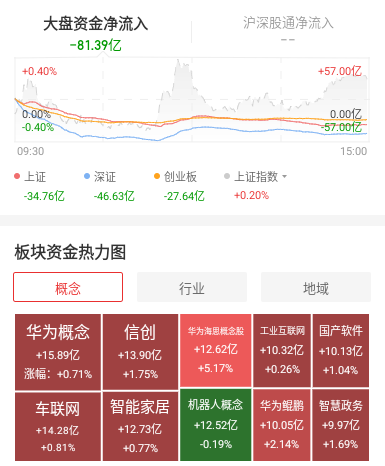 大盘资金净流入
沪深股通净流入
-81.39亿
--
+0.40%
+57.00亿
0.00%
0.00亿
-0.40%
-57.00亿
09:30
15:00
上证
深证
创业板
上证指数
-34.76亿
-46.63亿
-27.64亿
+0.20%
板块资金热力图
概念
行业
地域
华为概念
+15.89亿
涨幅：+0.71%
信创
+13.90亿
+1.75%
华为海思概念股
+12.62亿
+5.17%
工业互联网
+10.32亿
+0.26%
国产软件
+10.13亿
+1.04%
车联网
+14.28亿
+0.81%
智能家居
+12.73亿
+0.77%
机器人概念
+12.52亿
-0.19%
华为鲲鹏
+10.05亿
+2.14%
智慧政务
+9.97亿
+1.69%